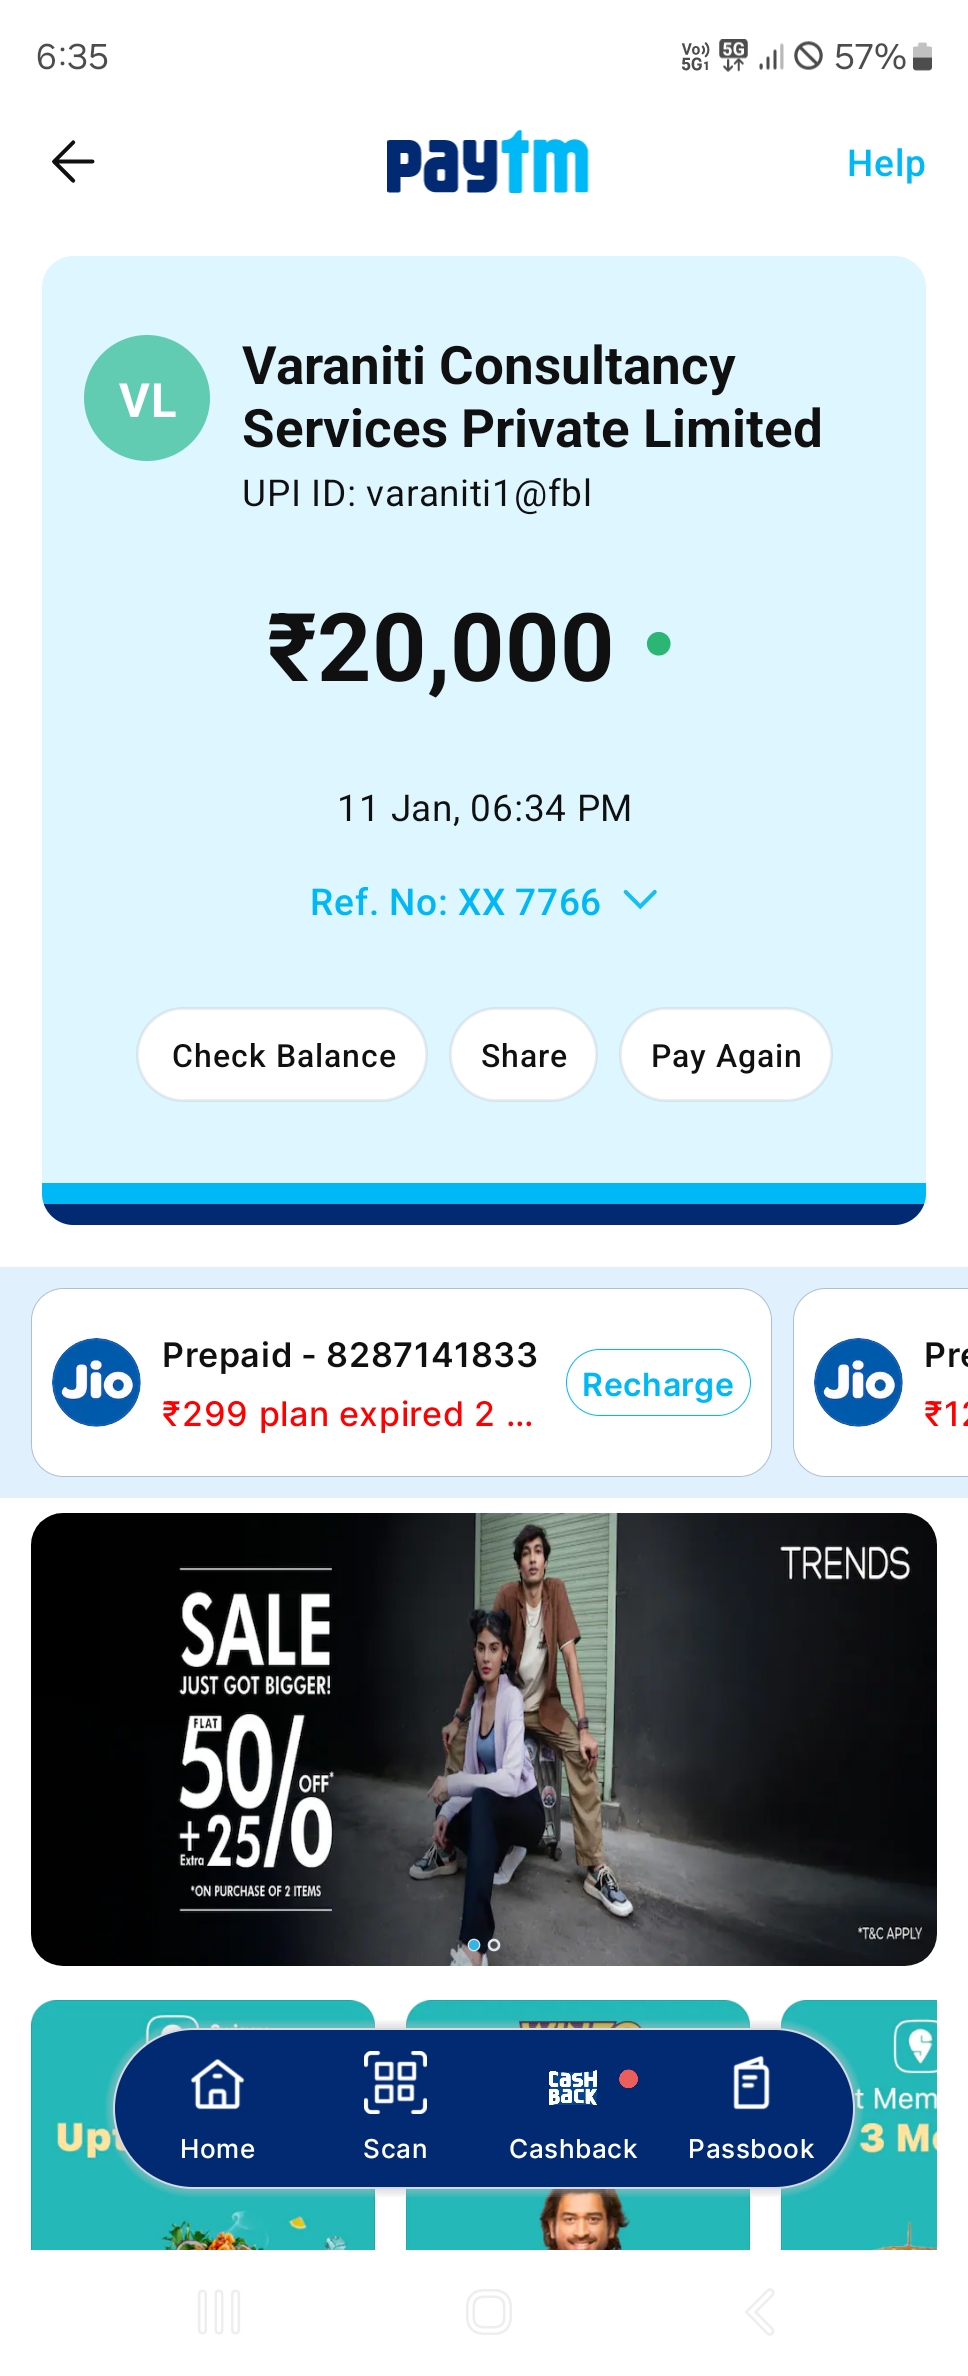 6:35
Vo)) 5G1 5G 57%
paytm
Help
VL
Varaniti Consultancy
Services Private Limited
UPI ID: varaniti1@fbl
₹20,000
11 Jan, 06:34 PM
Ref. No: XX 7766
Check Balance
Share
Pay Again
Jio
Prepaid - 8287141833
₹299 plan expired 2 ...
Recharge
Jio
Pre
₹12
TRENDS
SALE
JUST GOT BIGGER!
FLAT
50% OFF*
+ Extra 25%
*ON PURCHASE OF 2 ITEMS
*T&C APPLY
Upt
t Mem
3 M
CASH
BACK
Home
Scan
Cashback
Passbook